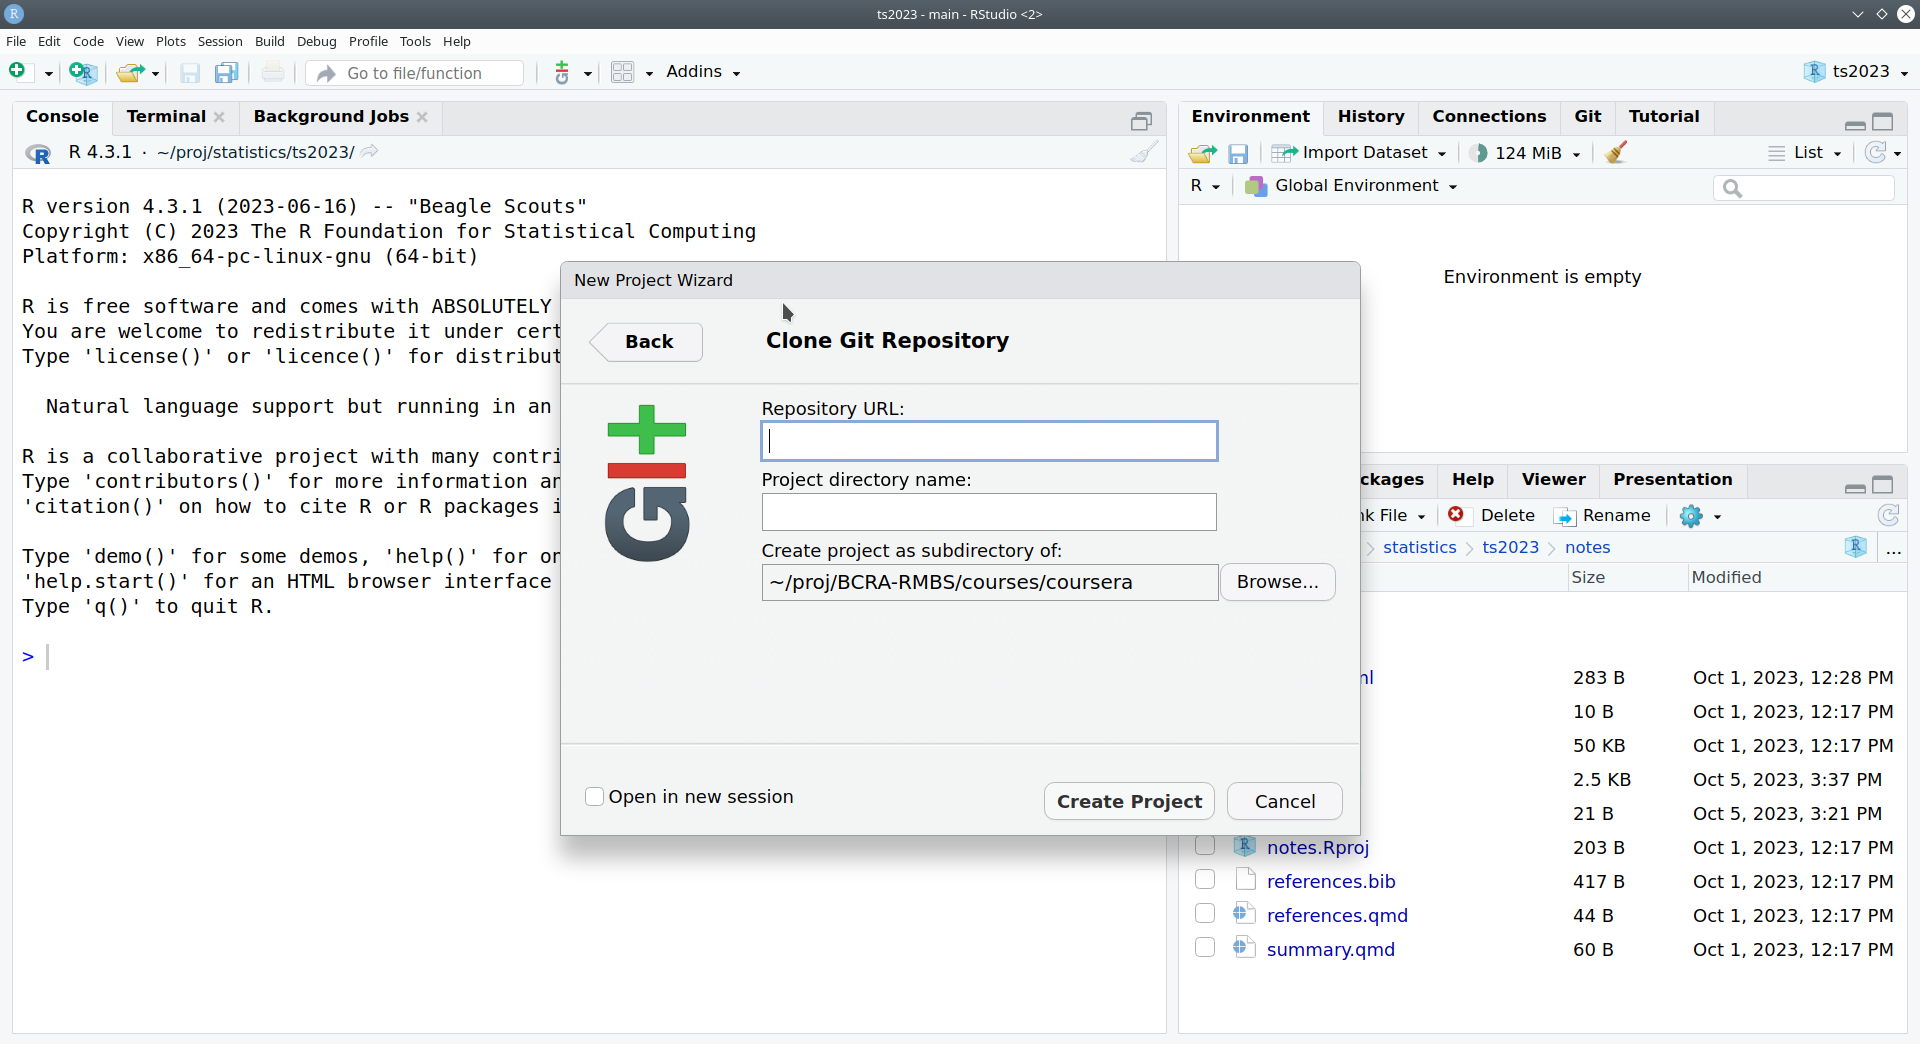 ts2023 - main - RStudio <2>
File Edit Code View Plots Session Build Debug Profile Tools Help
Go to file/function
Addins
ts2023
Console Terminal Background Jobs
R 4.3.1 · ~/proj/statistics/ts2023/
R version 4.3.1 (2023-06-16) -- "Beagle Scouts"
Copyright (C) 2023 The R Foundation for Statistical Computing
Platform: x86_64-pc-linux-gnu (64-bit)
R is free software and comes with ABSOLUTELY
You are welcome to redistribute it under cert
Type 'license()' or 'licence()' for distribut
Natural language support but running in an
R is a collaborative project with many contri
Type 'contributors()' for more information an
'citation()' on how to cite R or R packages i
Type 'demo()' for some demos, 'help()' for on
'help.start()' for an HTML browser interface
Type 'q()' to quit R.
>
New Project Wizard
Back
Clone Git Repository
git
Repository URL:
Project directory name:
Create project as subdirectory of:
~/proj/BCRA-RMBS/courses/coursera
Browse...
Open in new session
Create Project
Cancel
Environment History Connections Git Tutorial
Import Dataset
124 MiB
List
R
Global Environment
Environment is empty
ckages Help Viewer Presentation
nk File Delete Rename
statistics ts2023 notes ...
Size Modified
ml 283 B Oct 1, 2023, 12:28 PM
10 B Oct 1, 2023, 12:17 PM
50 KB Oct 1, 2023, 12:17 PM
2.5 KB Oct 5, 2023, 3:37 PM
21 B Oct 5, 2023, 3:21 PM
notes.Rproj 203 B Oct 1, 2023, 12:17 PM
references.bib 417 B Oct 1, 2023, 12:17 PM
references.qmd 44 B Oct 1, 2023, 12:17 PM
summary.qmd 60 B Oct 1, 2023, 12:17 PM